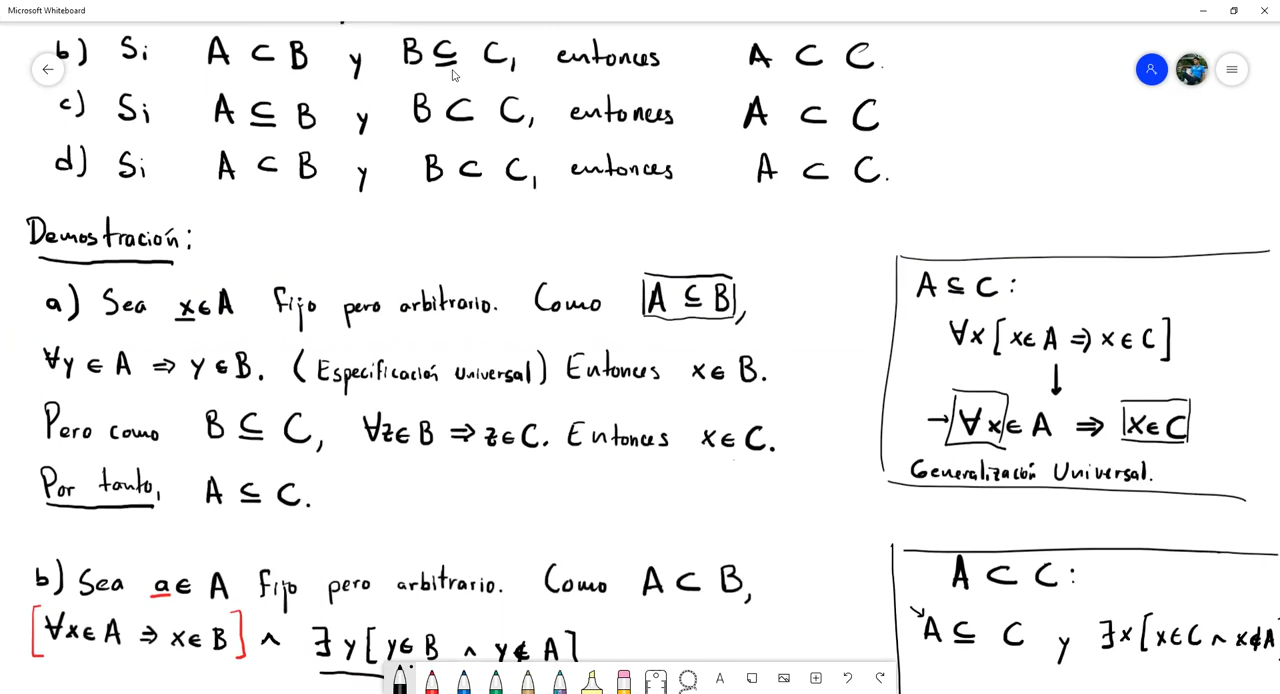 Microsoft Whiteboard
b) Si A ⊂ B y B ⊆ C, entonces A ⊂ C.
c) Si A ⊆ B y B ⊂ C, entonces A ⊂ C
d) Si A ⊂ B y B ⊂ C, entonces A ⊂ C.
Demostración:
a) Sea x∈A fijo pero arbitrario. Como A ⊆ B,
∀y ∈ A ⇒ y ∈ B. (Especificación Universal) Entonces x ∈ B.
Pero como B ⊆ C, ∀z∈B ⇒ z∈C. Entonces x∈C.
Por tanto, A ⊆ C.
A ⊆ C:
∀x[x∈A ⇒ x∈C]
↓
→ ∀x∈A ⇒ x∈C
Generalización Universal.
b) Sea a∈A fijo pero arbitrario. Como A ⊂ B,
[∀x∈A ⇒ x∈B] ∧ ∃y[y∈B ∧ y∉A]
A ⊂ C:
A ⊆ C y ∃x[x∈C ∧ x∉A]